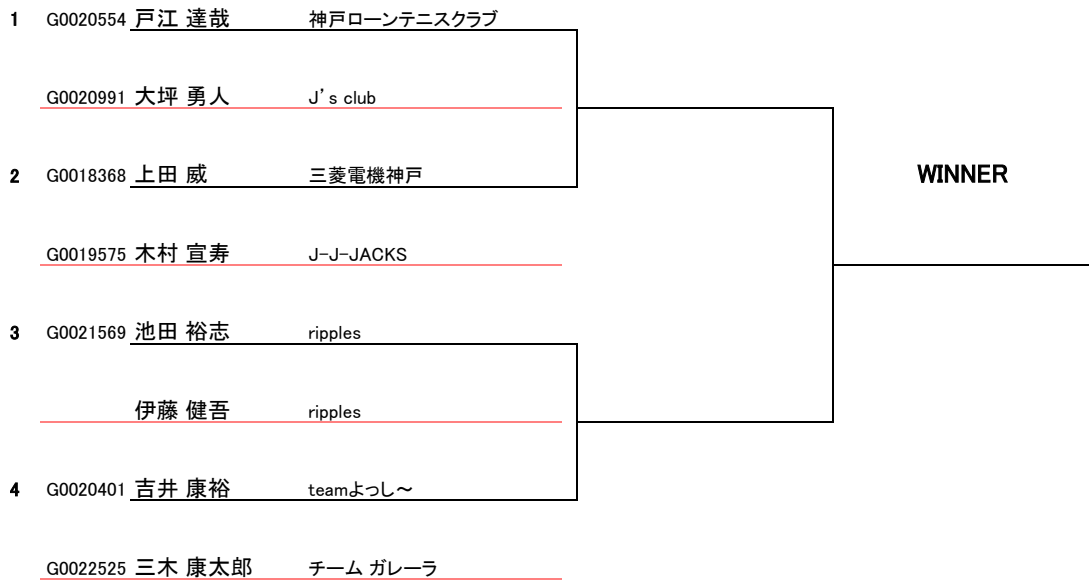 1 G0020554 戸江 達哉 神戸ローンテニスクラブ
G0020991 大坪 勇人 J’s club
2 G0018368 上田 威 三菱電機神戸 WINNER
G0019575 木村 宣寿 J-J-JACKS
3 G0021569 池田 裕志 ripples
伊藤 健吾 ripples
4 G0020401 吉井 康裕 teamよっし～
G0022525 三木 康太郎 チーム ガレーラ